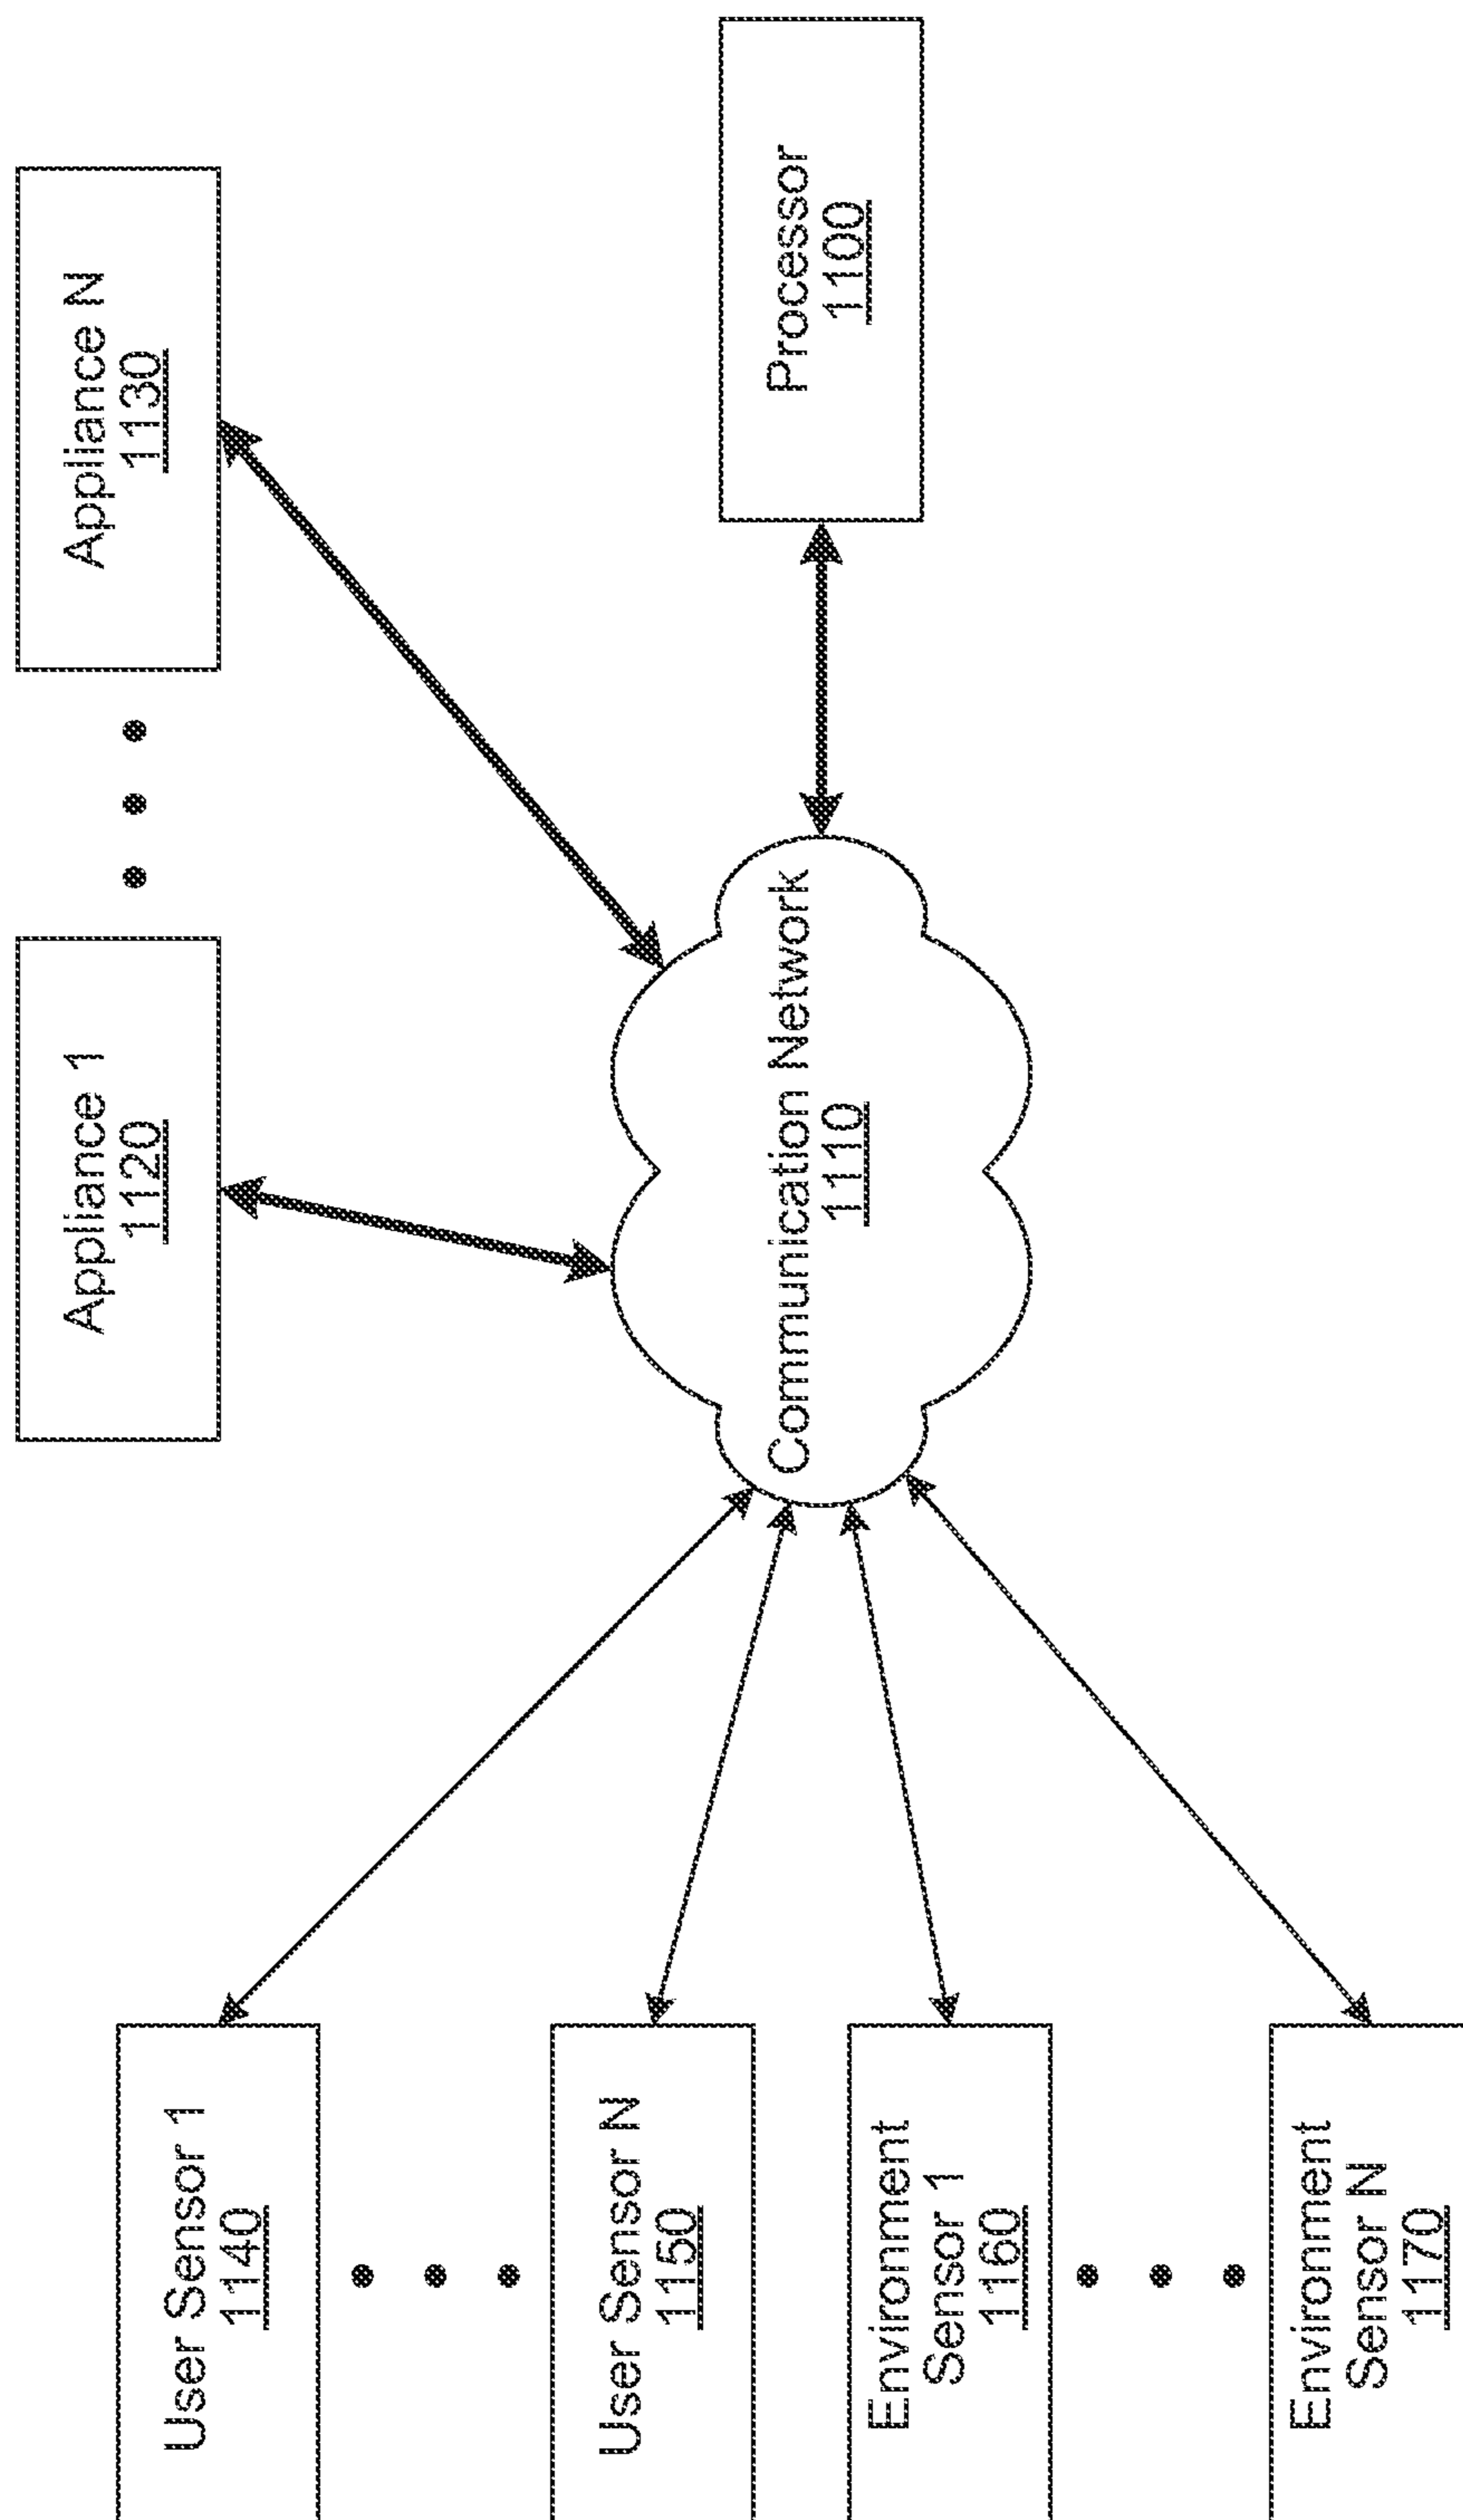 Appliance 1
1120
Appliance N
1130
User Sensor 1
1140
User Sensor N
1150
Environment
Sensor 1
1160
Environment
Sensor N
1170
Communication Network
1110
Processor
1100